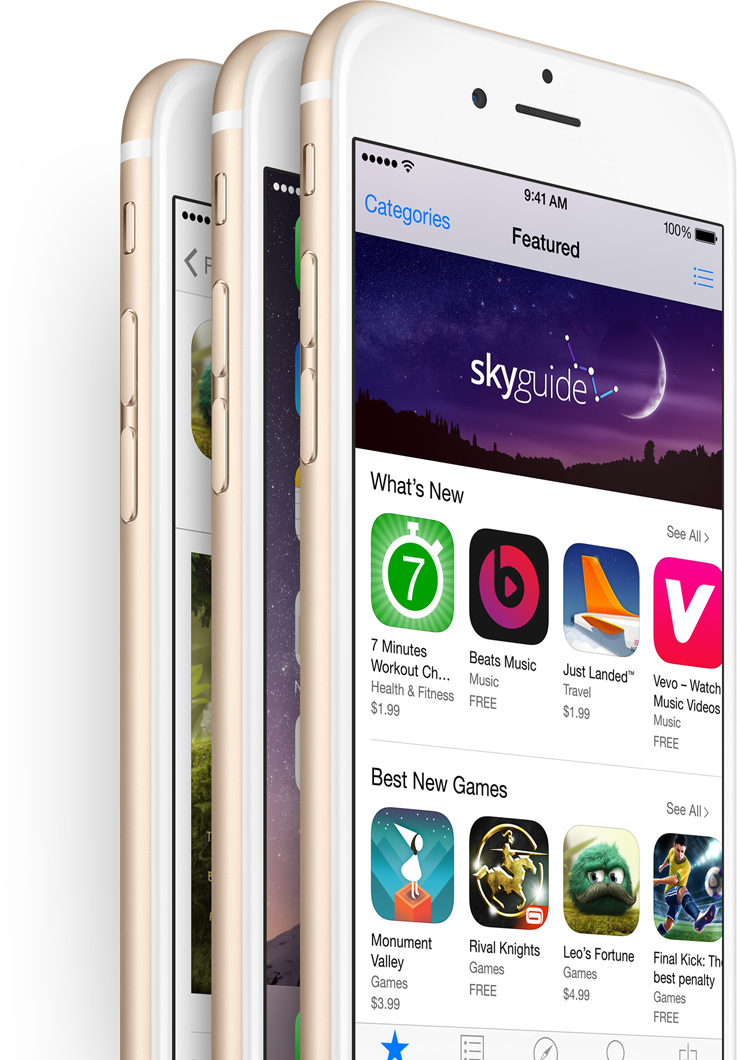 9:41 AM
100%
Categories
Featured
skyguide
What's New
See All >
7
7 Minutes
Workout Ch...
Health & Fitness
$1.99
b
Beats Music
Music
FREE
Just Landed™
Travel
$1.99
V
Vevo – Watch
Music Videos
Music
FREE
Best New Games
See All >
Monument
Valley
Games
$3.99
Rival Knights
Games
FREE
Leo's Fortune
Games
$4.99
Final Kick: Th
best penalty
Games
FREE